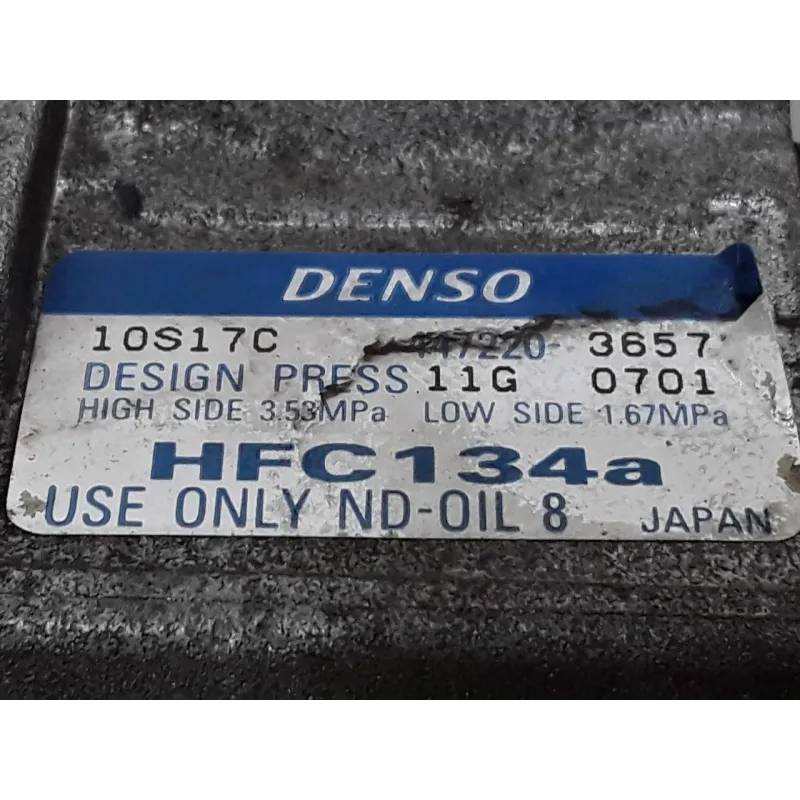 DENSO
10S17C 447220- 3657
DESIGN PRESS 11G 0701
HIGH SIDE 3.53MPa LOW SIDE 1.67MPa
HFC134a
USE ONLY ND-OIL 8 JAPAN